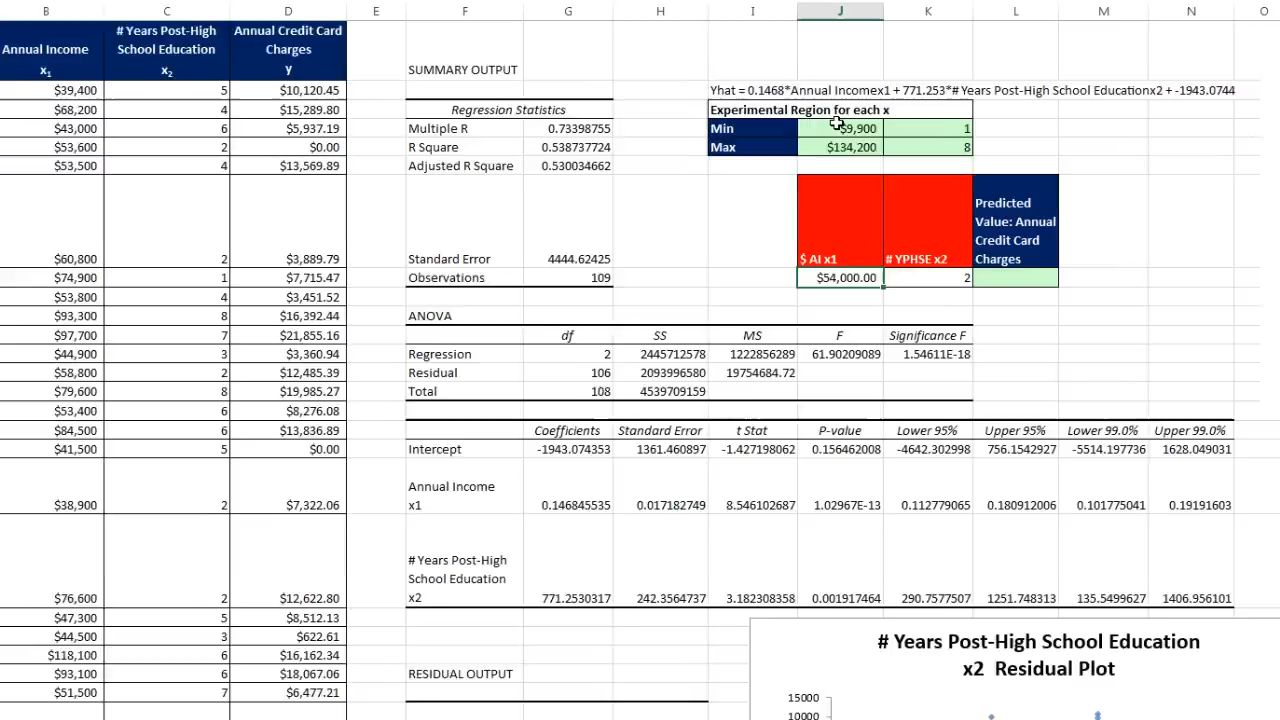 B C D E F G H I J K L M N O
Annual Income x1 # Years Post-High School Education x2 Annual Credit Card Charges y
SUMMARY OUTPUT
$39,400 5 $10,120.45 Yhat = 0.1468*Annual Incomex1 + 771.253*# Years Post-High School Educationx2 + -1943.0744
$68,200 4 $15,289.80 Regression Statistics Experimental Region for each x
$43,000 6 $5,937.19 Multiple R 0.73398755 Min $9,900 1
$53,600 2 $0.00 R Square 0.538737724 Max $134,200 8
$53,500 4 $13,569.89 Adjusted R Square 0.530034662
Predicted
Value: Annual
Credit Card
$60,800 2 $3,889.79 Standard Error 4444.62425 $ AI x1 # YPHSE x2 Charges
$74,900 1 $7,715.47 Observations 109 $54,000.00 2
$53,800 4 $3,451.52
$93,300 8 $16,392.44 ANOVA
$97,700 7 $21,855.16 df SS MS F Significance F
$44,900 3 $3,360.94 Regression 2 2445712578 1222856289 61.90209089 1.54611E-18
$58,800 2 $12,485.39 Residual 106 2093996580 19754684.72
$79,600 8 $19,985.27 Total 108 4539709159
$53,400 6 $8,276.08
$84,500 6 $13,836.89 Coefficients Standard Error t Stat P-value Lower 95% Upper 95% Lower 99.0% Upper 99.0%
$41,500 5 $0.00 Intercept -1943.074353 1361.460897 -1.427198062 0.156462008 -4642.302998 756.1542927 -5514.197736 1628.049031
Annual Income
$38,900 2 $7,322.06 x1 0.146845535 0.017182749 8.546102687 1.02967E-13 0.112779065 0.180912006 0.101775041 0.19191603
# Years Post-High
School Education
$76,600 2 $12,622.80 x2 771.2530317 242.3564737 3.182308358 0.001917464 290.7577507 1251.748313 135.5499627 1406.956101
$47,300 5 $8,512.13
$44,500 3 $622.61 # Years Post-High School Education
$118,100 6 $16,162.34 x2 Residual Plot
$93,100 6 $18,067.06 RESIDUAL OUTPUT
$51,500 7 $6,477.21 15000
10000